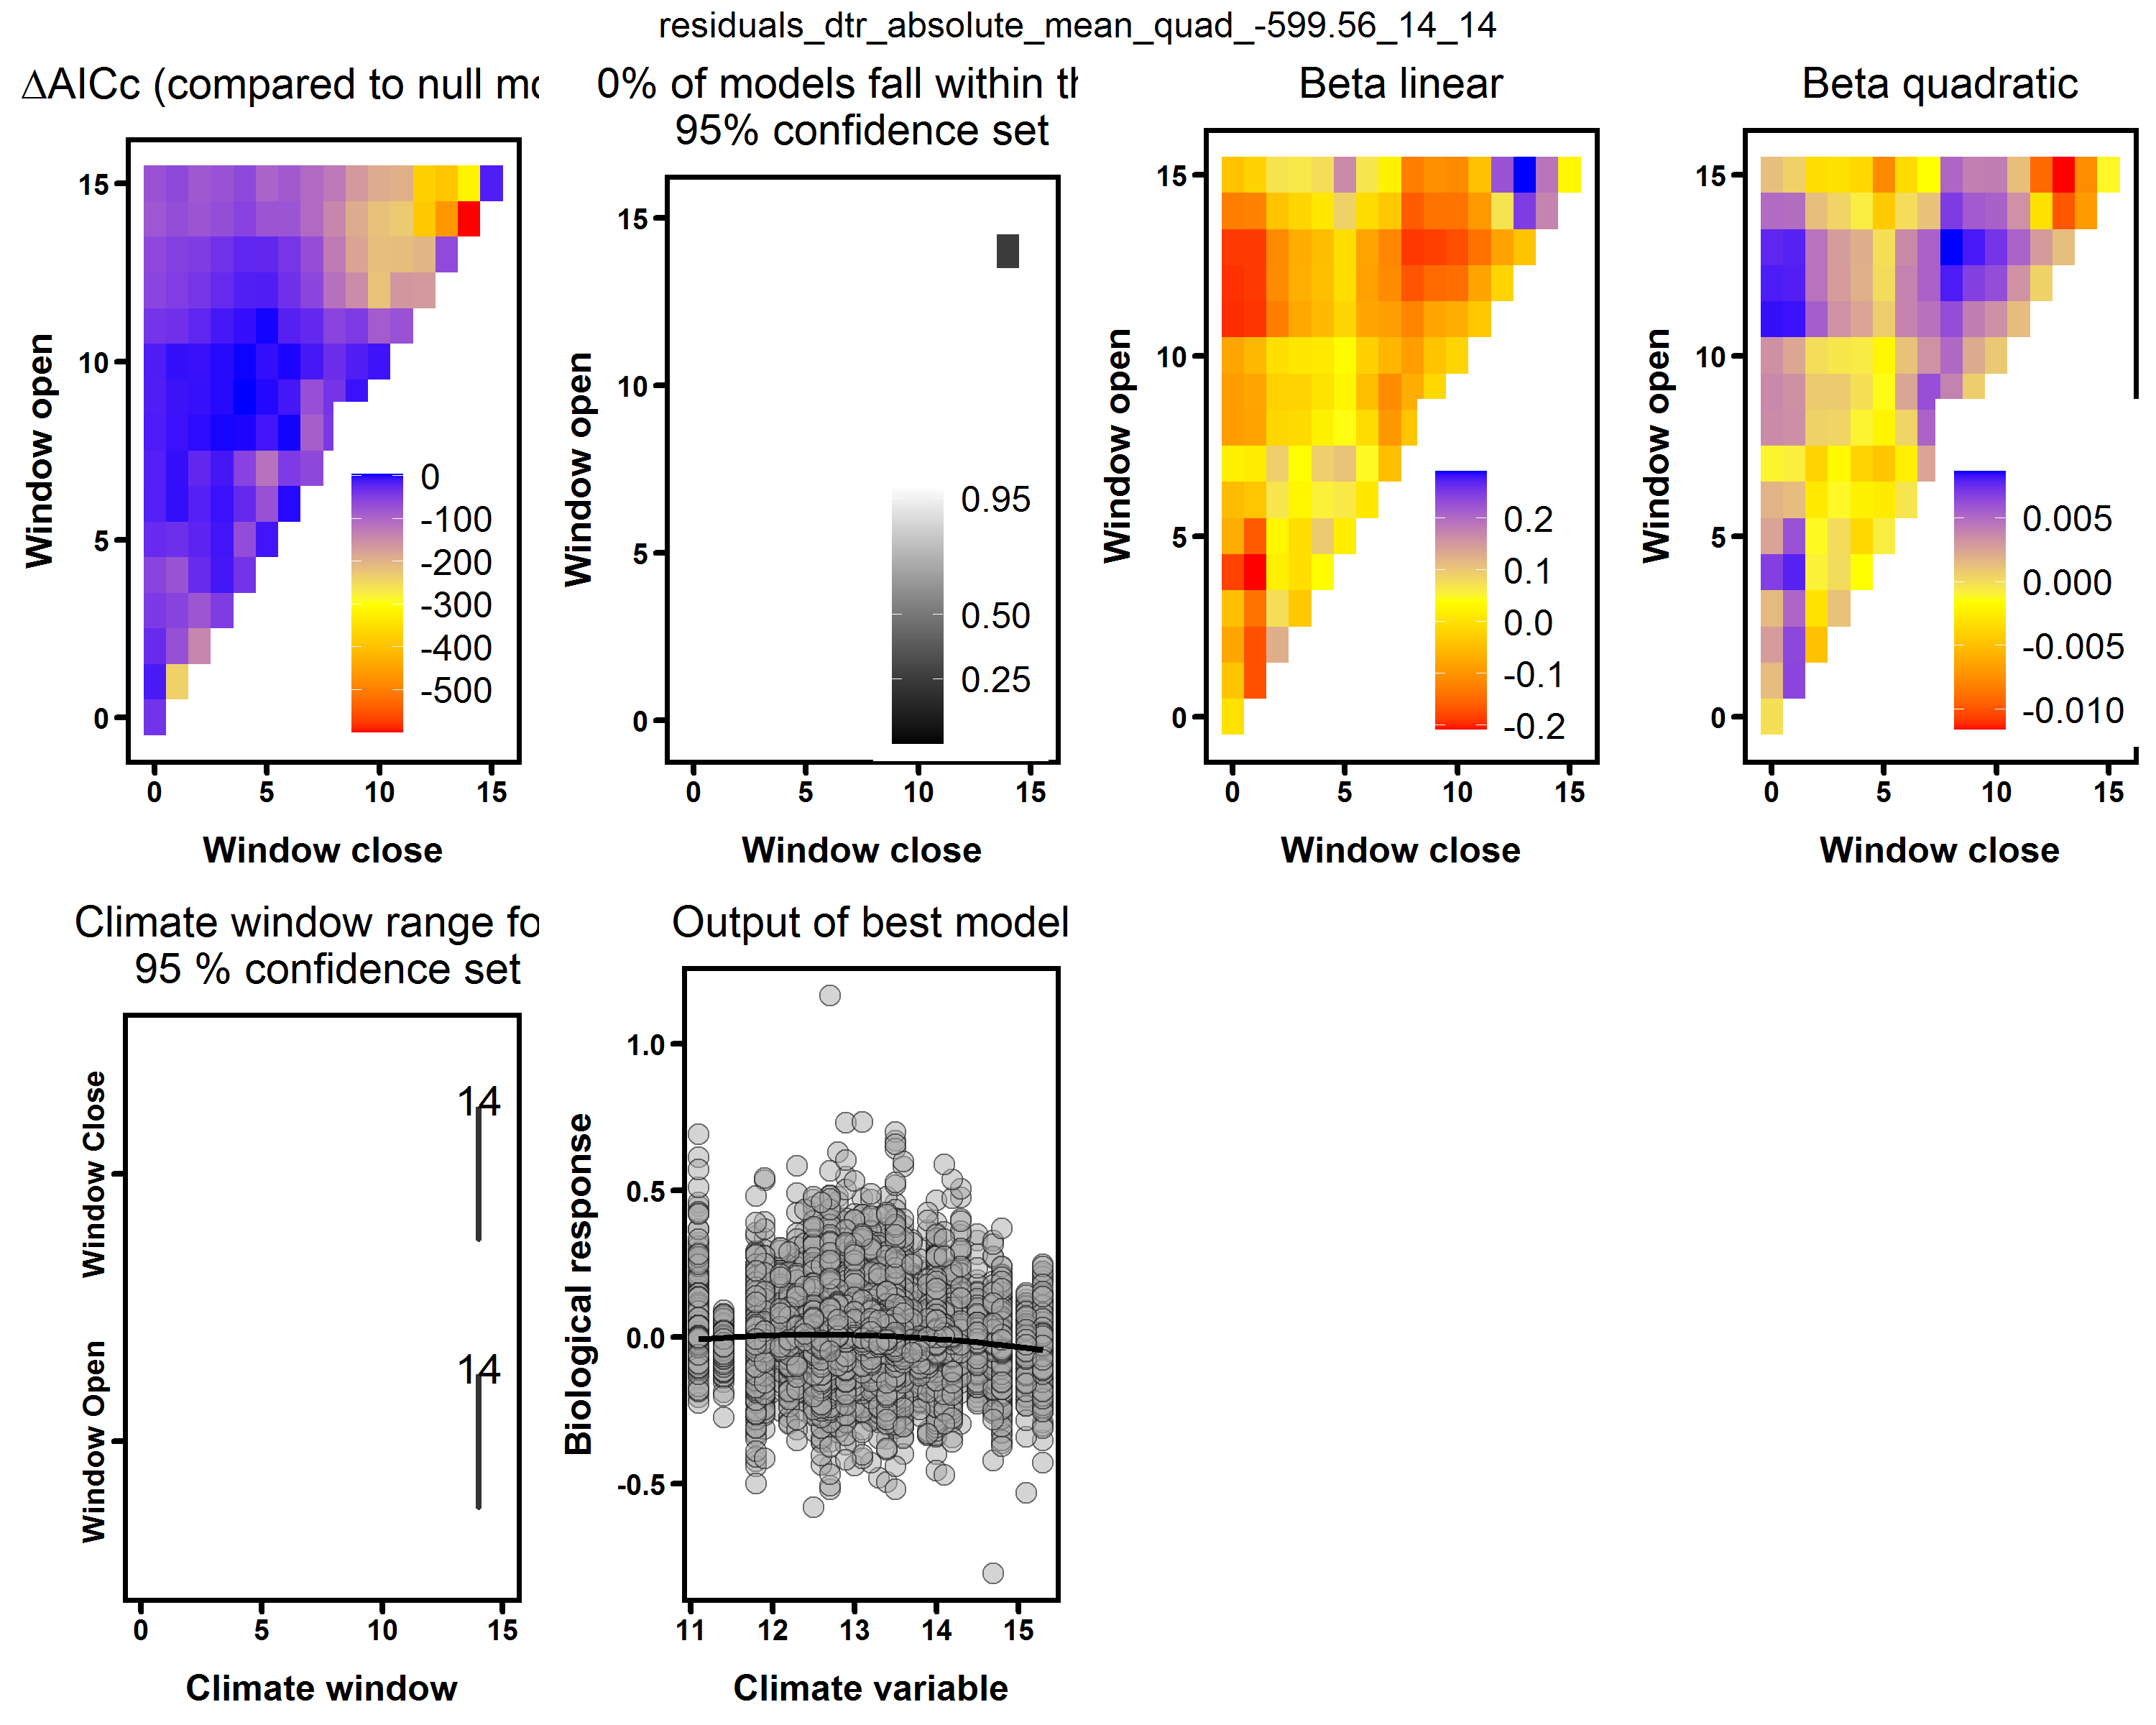 residuals_dtr_absolute_mean_quad_-599.56_14_14
ΔAICc (compared to null mo
Window open
15
10
5
0
0
-100
-200
-300
-400
-500
0 5 10 15
Window close
0% of models fall within th
95% confidence set
Window open
15
10
5
0
0.95
0.50
0.25
0 5 10 15
Window close
Beta linear
Window open
15
10
5
0
0.2
0.1
0.0
-0.1
-0.2
0 5 10 15
Window close
Beta quadratic
Window open
15
10
5
0
0.005
0.000
-0.005
-0.010
0 5 10 15
Window close
Climate window range fo
95 % confidence set
Window Close
14
Window Open
14
0 5 10 15
Climate window
Output of best model
Biological response
1.0
0.5
0.0
-0.5
11 12 13 14 15
Climate variable